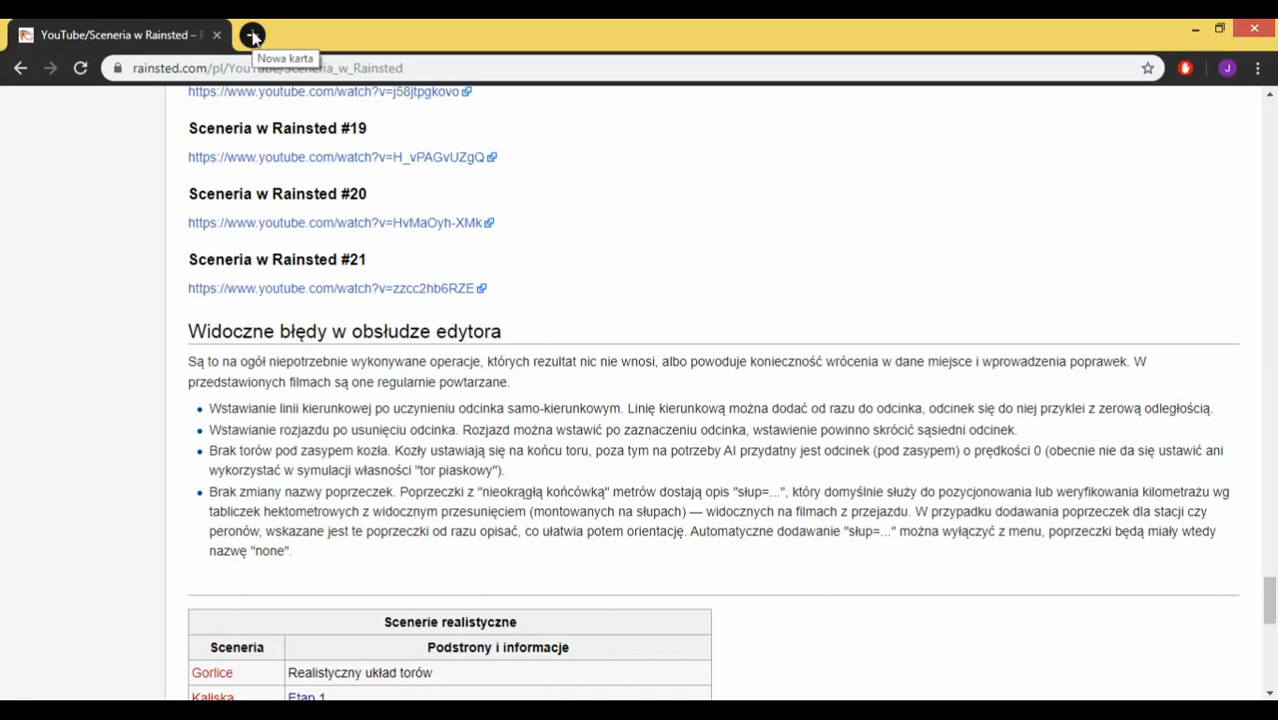 YouTube/Sceneria w Rainsted –
Nowa karta
rainsted.com/pl/YouTube/Sceneria_w_Rainsted
J
https://www.youtube.com/watch?v=j58jtpgkovo
Sceneria w Rainsted #19
https://www.youtube.com/watch?v=H_vPAGvUZgQ
Sceneria w Rainsted #20
https://www.youtube.com/watch?v=HvMaOyh-XMk
Sceneria w Rainsted #21
https://www.youtube.com/watch?v=zzcc2hb6RZE
Widoczne błędy w obsłudze edytora
Są to na ogół niepotrzebnie wykonywane operacje, których rezultat nic nie wnosi, albo powoduje konieczność wrócenia w dane miejsce i wprowadzenia poprawek. W
przedstawionych filmach są one regularnie powtarzane.
Wstawianie linii kierunkowej po uczynieniu odcinka samo-kierunkowym. Linię kierunkową można dodać od razu do odcinka, odcinek się do niej przyklei z zerową odległością.
Wstawianie rozjazdu po usunięciu odcinka. Rozjazd można wstawić po zaznaczeniu odcinka, wstawienie powinno skrócić sąsiedni odcinek.
Brak torów pod zasypem kozła. Kozły ustawiają się na końcu toru, poza tym na potrzeby AI przydatny jest odcinek (pod zasypem) o prędkości 0 (obecnie nie da się ustawić ani
wykorzystać w symulacji własności "tor piaskowy").
Brak zmiany nazwy poprzeczek. Poprzeczki z "nieokrągłą końcówką" metrów dostają opis "słup=...", który domyślnie służy do pozycjonowania lub weryfikowania kilometrażu wg
tabliczek hektometrowych z widocznym przesunięciem (montowanych na słupach) — widocznych na filmach z przejazdu. W przypadku dodawania poprzeczek dla stacji czy
peronów, wskazane jest te poprzeczki od razu opisać, co ułatwia potem orientację. Automatyczne dodawanie "słup=..." można wyłączyć z menu, poprzeczki będą miały wtedy
nazwę "none".
Scenerie realistyczne
Sceneria Podstrony i informacje
Gorlice Realistyczny układ torów
Kaliska Etap 1